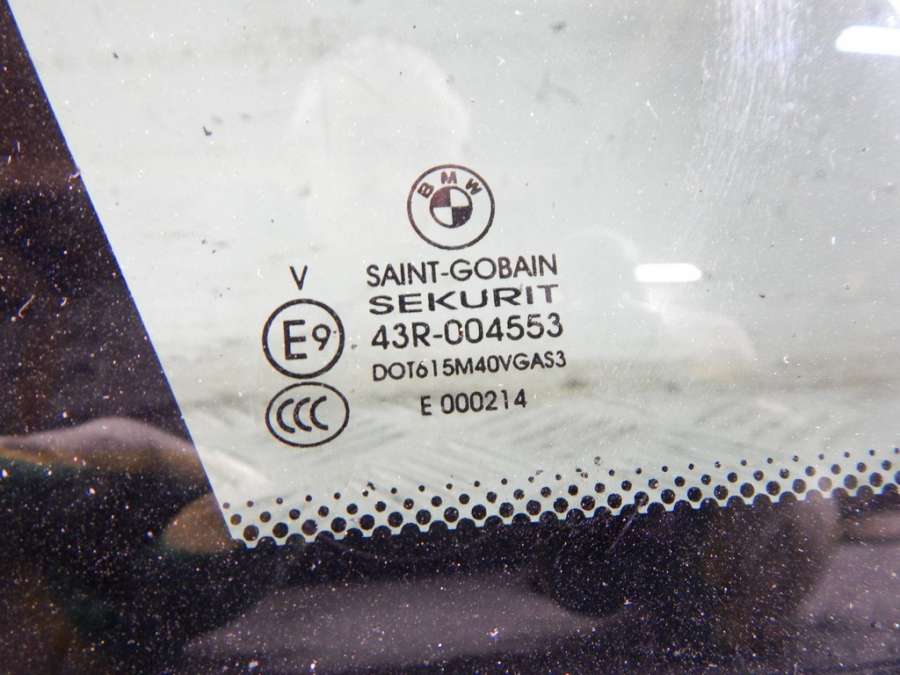 BMW
SAINT-GOBAIN
SEKURIT
V
E9
43R-004553
DOT615M40VGAS3
CCC
E 000214